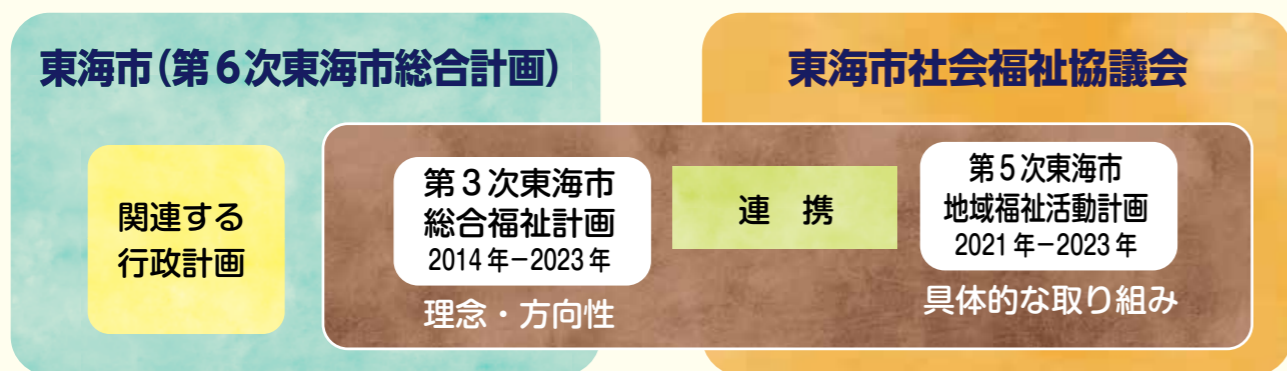 東海市(第6次東海市総合計画)
東海市社会福祉協議会
関連する
行政計画
第3次東海市
総合福祉計画
2014年−2023年
理念・方向性
連 携
第5次東海市
地域福祉活動計画
2021年−2023年
具体的な取り組み